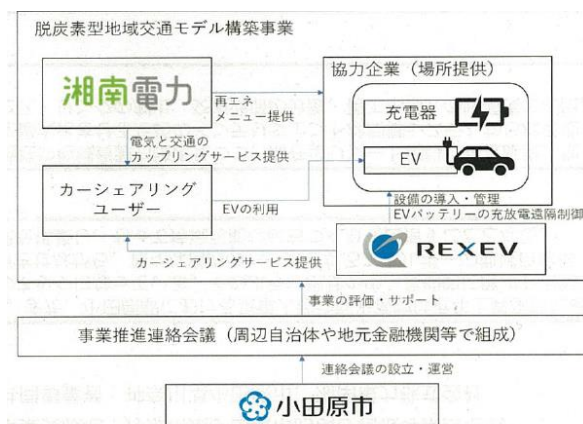 脱炭素型地域交通モデル構築事業
湘南電力
再エネ
メニュー提供
協力企業（場所提供）
充電器
EV
電気と交通の
カップリングサービス提供
カーシェアリング
ユーザー
EVの利用
設備の導入・管理
EVバッテリーの充放電遠隔制御
REXEV
カーシェアリングサービス提供
事業の評価・サポート
事業推進連絡会議（周辺自治体や地元金融機関等で組成）
連絡会議の設立・運営
小田原市